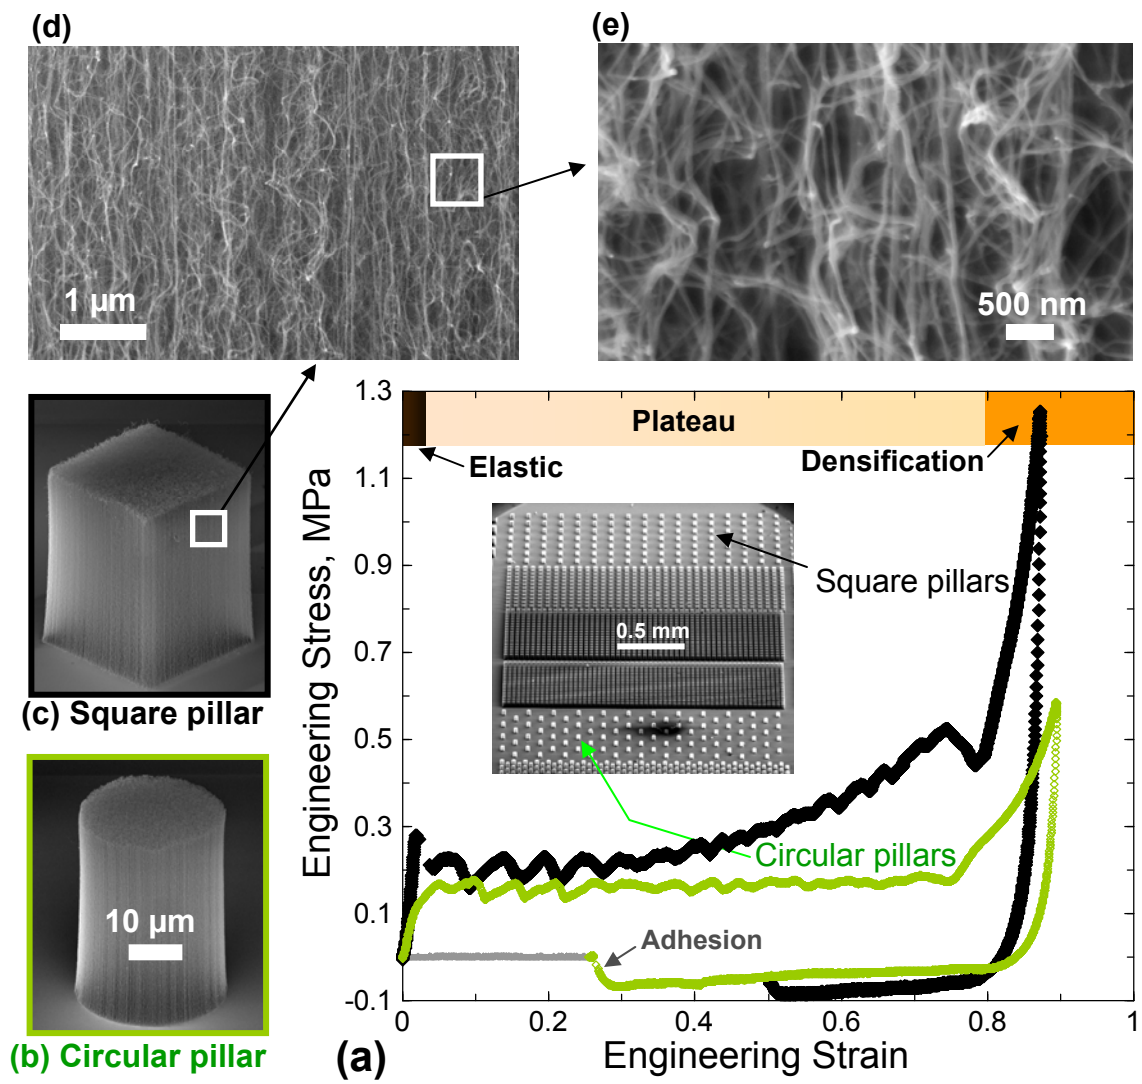 (d)
(e)
1 µm
500 nm
(c) Square pillar
10 µm
(b) Circular pillar
1.3
1.1
0.9
0.7
0.5
0.3
0.1
-0.1
Engineering Stress, MPa
Plateau
Elastic
Densification
Square pillars
0.5 mm
Circular pillars
Adhesion
0
0.2
0.4
0.6
0.8
1
(a)
Engineering Strain